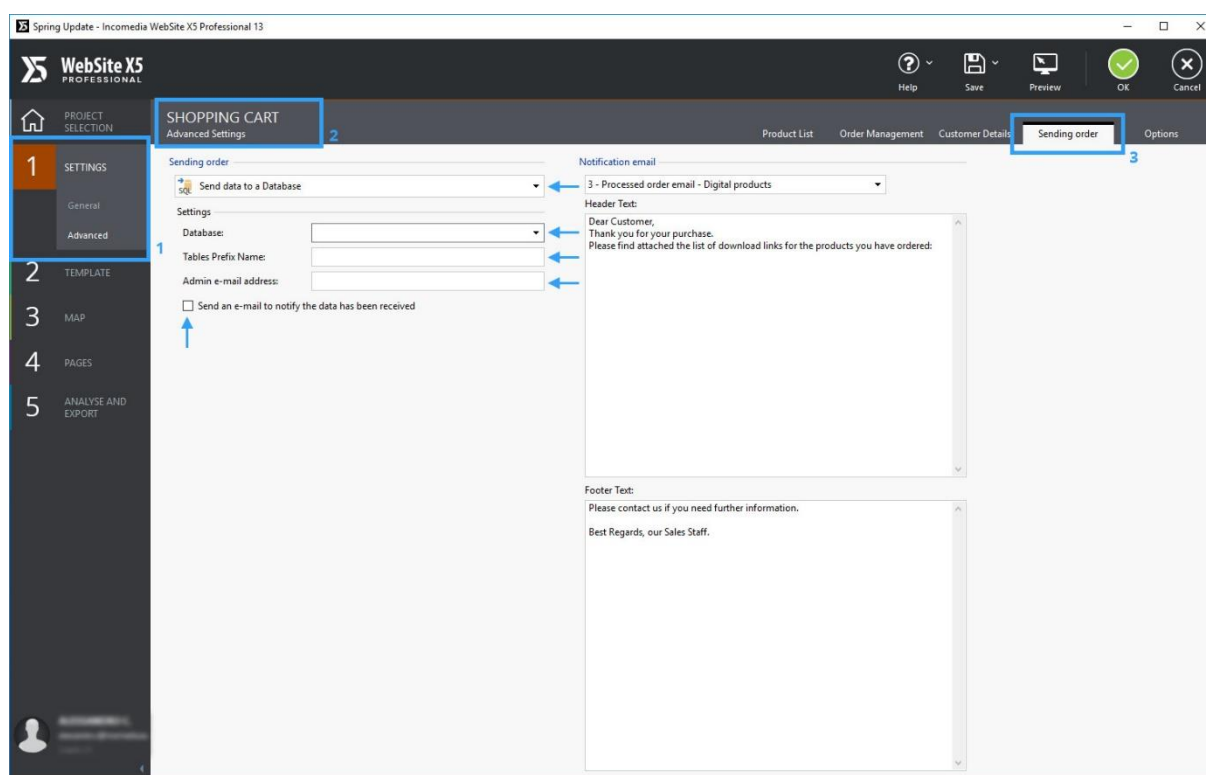 Spring Update - Incomedia WebSite X5 Professional 13
WebSite X5
PROFESSIONAL
Help
Save
Preview
OK
Cancel
PROJECT
SELECTION
SHOPPING CART
Advanced Settings
2
Product List
Order Management
Customer Details
Sending order
Options
3
1
SETTINGS
General
Advanced
1
2
TEMPLATE
3
MAP
4
PAGES
5
ANALYSE AND
EXPORT
Sending order
SQL
Send data to a Database
Settings
Database:
Tables Prefix Name:
Admin e-mail address:
Send an e-mail to notify the data has been received
Notification email
3 - Processed order email - Digital products
Header Text:
Dear Customer,
Thank you for your purchase.
Please find attached the list of download links for the products you have ordered:
Footer Text:
Please contact us if you need further information.
Best Regards, our Sales Staff.